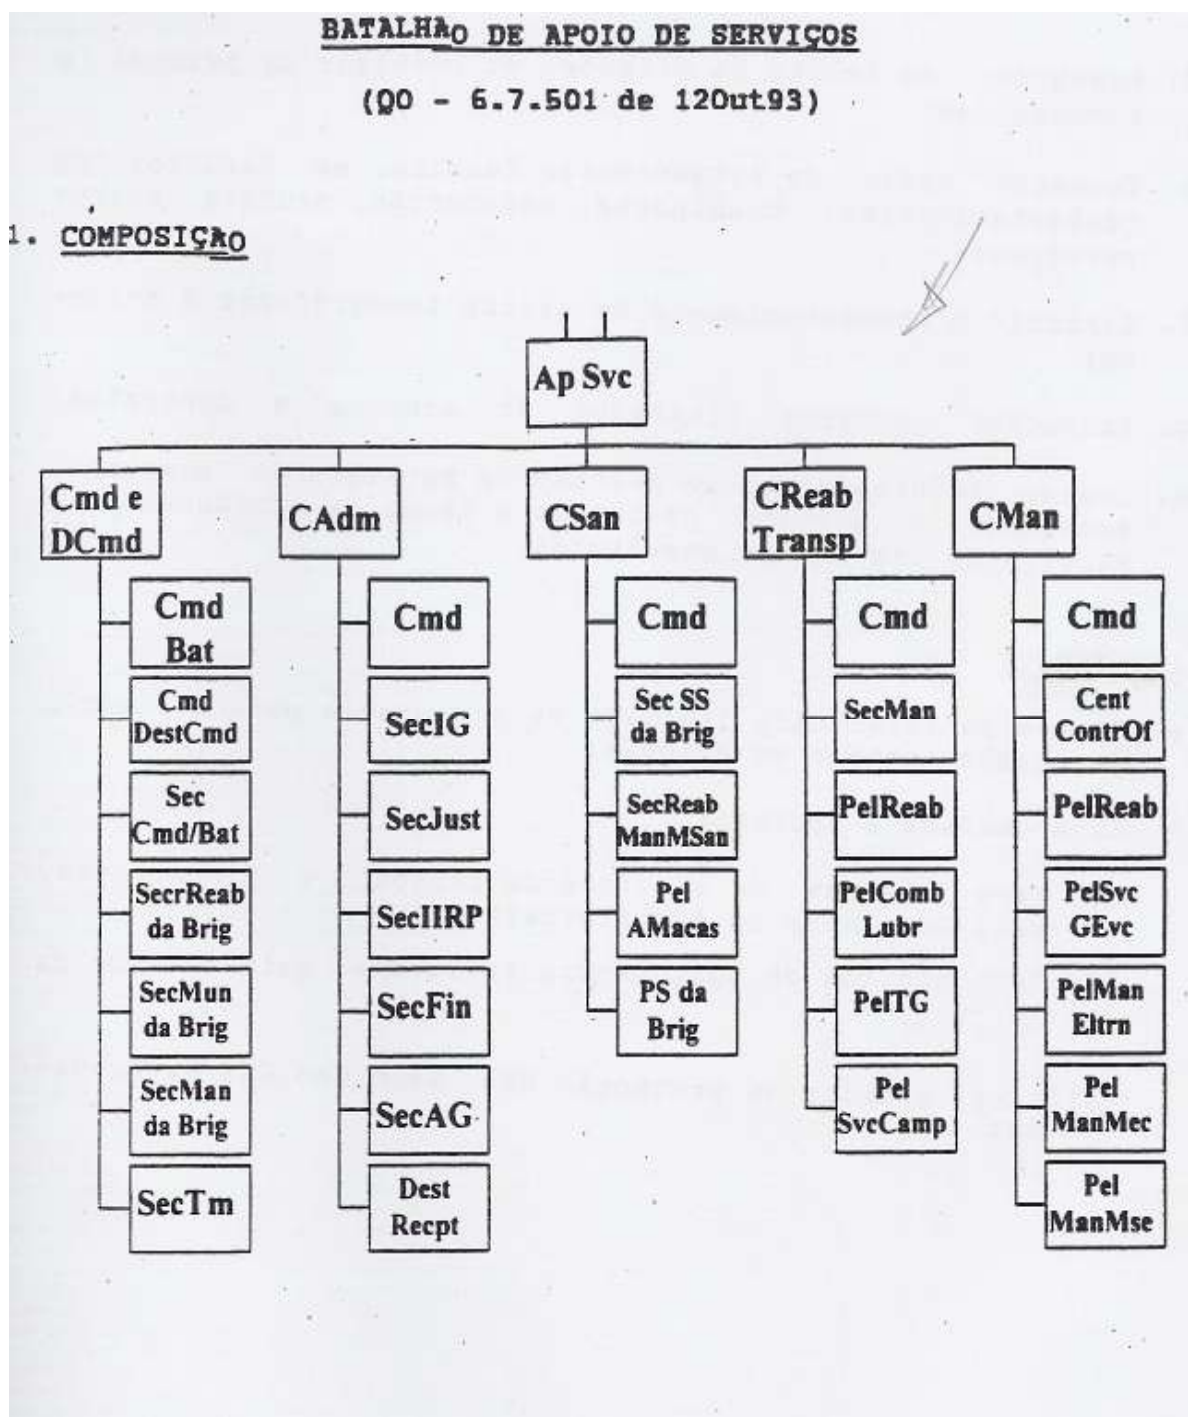 BATALHAO DE APOIO DE SERVIÇOS
(QO - 6.7.501 de 12Out93)
1. COMPOSIÇAO
Ap Svc
Cmd e
DCmd
CAdm
CSan
CReab
Transp
CMan
Cmd
Bat
Cmd
DestCmd
Sec
Cmd/Bat
SecrReab
da Brig
SecMun
da Brig
SecMan
da Brig
SecTm
Cmd
SecIG
SecJust
SecIIRP
SecFin
SecAG
Dest
Recpt
Cmd
Sec SS
da Brig
SecReab
ManMSan
Pel
AMacas
PS da
Brig
Cmd
SecMan
PelReab
PelComb
Lubr
PelTG
Pel
SvcCamp
Cmd
Cent
ContrOf
PelReab
PelSvc
GEvc
PelMan
Eltrn
Pel
ManMec
Pel
ManMse